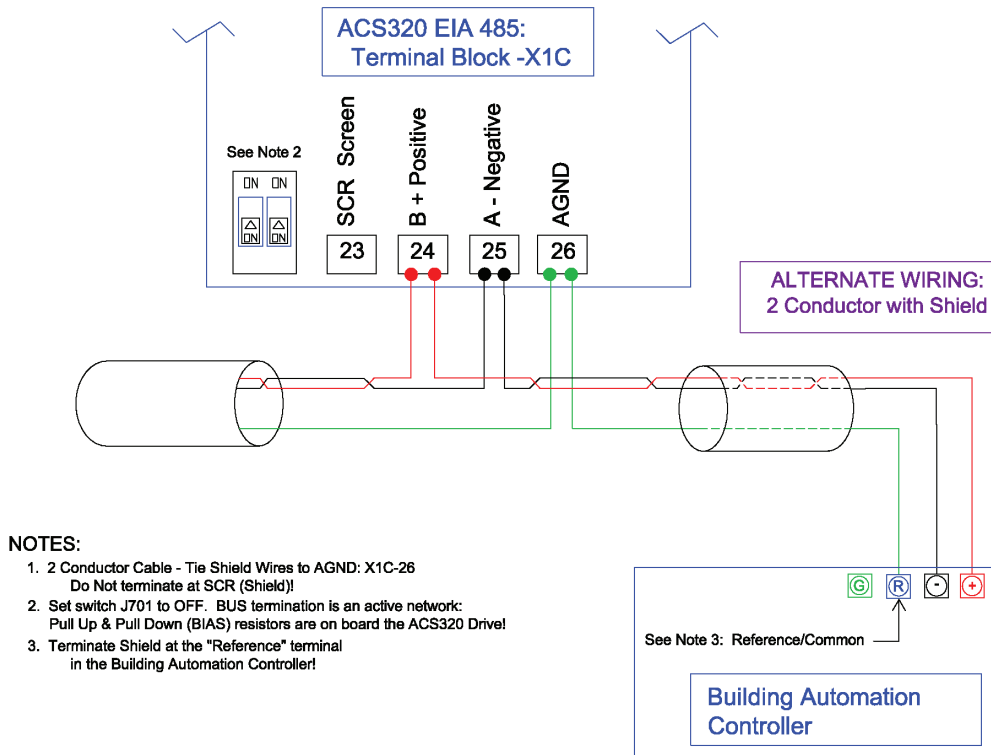 ACS320 EIA 485:
Terminal Block -X1C
See Note 2
ON ON
ON ON
SCR Screen
B + Positive
A - Negative
AGND
23 24 25 26
ALTERNATE WIRING:
2 Conductor with Shield
NOTES:
1. 2 Conductor Cable - Tie Shield Wires to AGND: X1C-26
Do Not terminate at SCR (Shield)!
2. Set switch J701 to OFF. BUS termination is an active network:
Pull Up & Pull Down (BIAS) resistors are on board the ACS320 Drive!
3. Terminate Shield at the "Reference" terminal
in the Building Automation Controller!
G R - +
See Note 3: Reference/Common
Building Automation
Controller